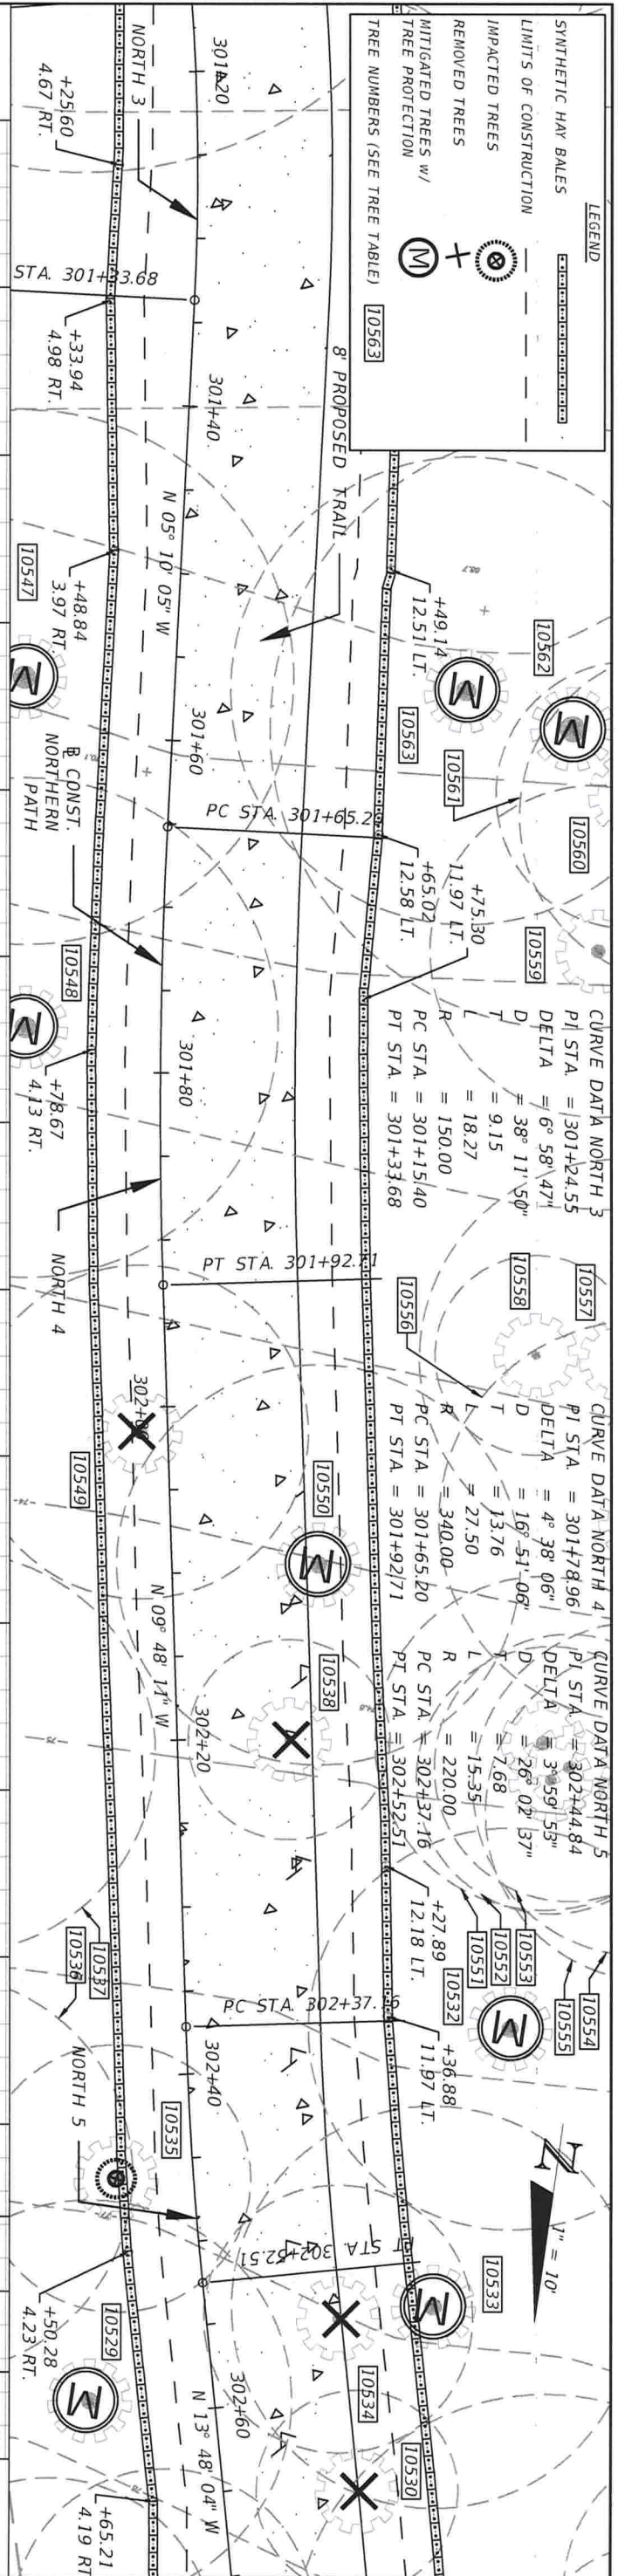 LEGEND
SYNTHETIC HAY BALES
LIMITS OF CONSTRUCTION
IMPACTED TREES
REMOVED TREES
MITIGATED TREES W/
TREE PROTECTION
M
TREE NUMBERS (SEE TREE TABLE) 10563
CURVE DATA NORTH 3
PI STA. = 301+24.55
DELTA = 6° 58' 47"
D = 38° 11' 50"
T = 9.15
L = 18.27
R = 150.00
PC STA. = 301+15.40
PT STA. = 301+33.68
CURVE DATA NORTH 4
PI STA. = 301+78.96
DELTA = 4° 38' 06"
D = 16° 51' 06"
T = 13.76
L = 27.50
R = 340.00
PC STA. = 301+65.20
PT STA. = 301+92.71
CURVE DATA NORTH 5
PI STA. = 302+44.84
DELTA = 3° 59' 53"
D = 26° 02' 37"
T = 7.68
L = 15.35
R = 220.00
PC STA. = 302+37.16
PT STA. = 302+52.51
N
1" = 10'
10562
M
M
10563
10561
10560
10559
10558
10557
10556
10554
10555
10553
10552
10551
10532
M
10533
M
+49.14
12.51 LT.
+65.02
12.58 LT.
+75.30
11.97 LT.
+27.89
12.18 LT.
+36.88
11.97 LT.
8' PROPOSED TRAIL
10550
M
10538
10534
10530
301+20
301+40
301+60
301+80
302+20
302+40
302+60
STA. 301+33.68
PC STA. 301+65.2
PT STA. 301+92.71
PC STA. 302+37.16
PT STA. 302+52.51
N 05° 10' 05" W
N 09° 48' 11" W
N 13° 48' 04" W
NORTH 3
NORTH 4
NORTH 5
10535
+25.60
4.67 RT.
+33.94
4.98 RT.
+48.84
3.97 RT.
+78.67
4.13 RT.
+50.28
4.23 RT.
+65.21
4.19 RT
10547
M
B CONST.
NORTHERN
PATH
10548
M
10549
10537
10536
10529
M
68.7
74
75